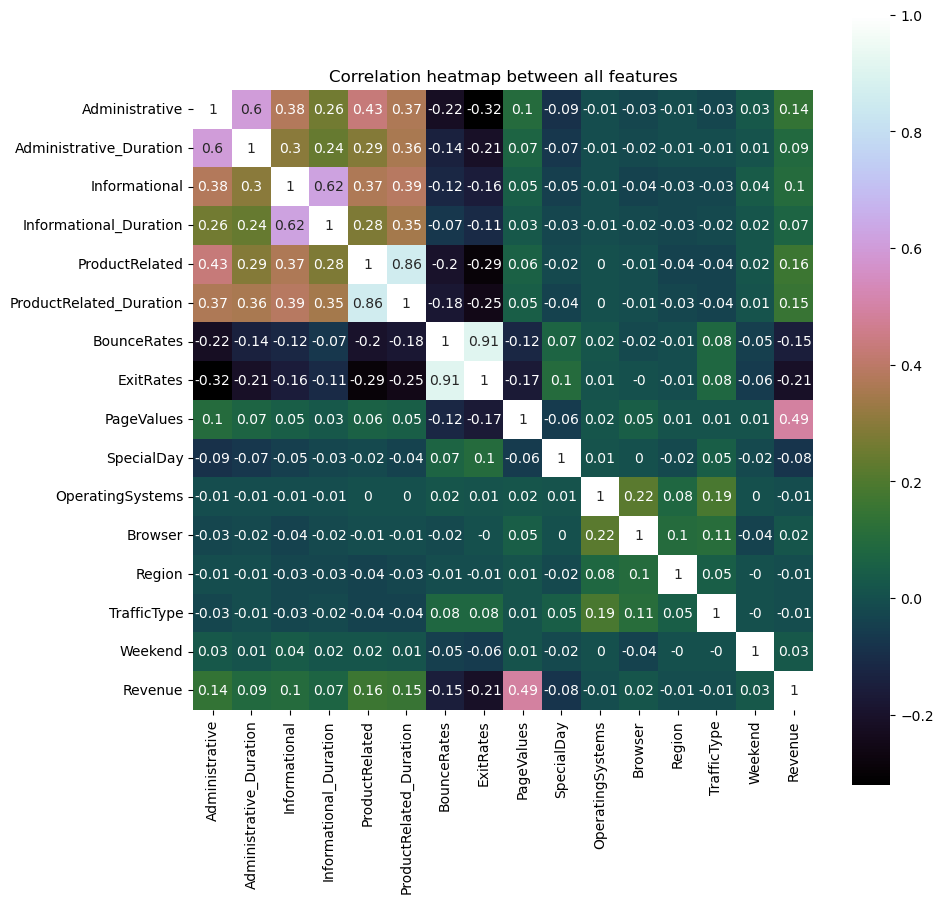 Correlation heatmap between all features
Administrative 1 0.6 0.38 0.26 0.43 0.37 -0.22 -0.32 0.1 -0.09 -0.01 -0.03 -0.01 -0.03 0.03 0.14
Administrative_Duration 0.6 1 0.3 0.24 0.29 0.36 -0.14 -0.21 0.07 -0.07 -0.01 -0.02 -0.01 -0.01 0.01 0.09
Informational 0.38 0.3 1 0.62 0.37 0.39 -0.12 -0.16 0.05 -0.05 -0.01 -0.04 -0.03 -0.03 0.04 0.1
Informational_Duration 0.26 0.24 0.62 1 0.28 0.35 -0.07 -0.11 0.03 -0.03 -0.01 -0.02 -0.03 -0.02 0.02 0.07
ProductRelated 0.43 0.29 0.37 0.28 1 0.86 -0.2 -0.29 0.06 -0.02 0 -0.01 -0.04 -0.04 0.02 0.16
ProductRelated_Duration 0.37 0.36 0.39 0.35 0.86 1 -0.18 -0.25 0.05 -0.04 0 -0.01 -0.03 -0.04 0.01 0.15
BounceRates -0.22 -0.14 -0.12 -0.07 -0.2 -0.18 1 0.91 -0.12 0.07 0.02 -0.02 -0.01 0.08 -0.05 -0.15
ExitRates -0.32 -0.21 -0.16 -0.11 -0.29 -0.25 0.91 1 -0.17 0.1 0.01 -0 -0.01 0.08 -0.06 -0.21
PageValues 0.1 0.07 0.05 0.03 0.06 0.05 -0.12 -0.17 1 -0.06 0.02 0.05 0.01 0.01 0.01 0.49
SpecialDay -0.09 -0.07 -0.05 -0.03 -0.02 -0.04 0.07 0.1 -0.06 1 0.01 0 -0.02 0.05 -0.02 -0.08
OperatingSystems -0.01 -0.01 -0.01 -0.01 0 0 0.02 0.01 0.02 0.01 1 0.22 0.08 0.19 0 -0.01
Browser -0.03 -0.02 -0.04 -0.02 -0.01 -0.01 -0.02 -0 0.05 0 0.22 1 0.1 0.11 -0.04 0.02
Region -0.01 -0.01 -0.03 -0.03 -0.04 -0.03 -0.01 -0.01 0.01 -0.02 0.08 0.1 1 0.05 -0 -0.01
TrafficType -0.03 -0.01 -0.03 -0.02 -0.04 -0.04 0.08 0.08 0.01 0.05 0.19 0.11 0.05 1 -0 -0.01
Weekend 0.03 0.01 0.04 0.02 0.02 0.01 -0.05 -0.06 0.01 -0.02 0 -0.04 -0 -0 1 0.03
Revenue 0.14 0.09 0.1 0.07 0.16 0.15 -0.15 -0.21 0.49 -0.08 -0.01 0.02 -0.01 -0.01 0.03 1
Administrative
Administrative_Duration
Informational
Informational_Duration
ProductRelated
ProductRelated_Duration
BounceRates
ExitRates
PageValues
SpecialDay
OperatingSystems
Browser
Region
TrafficType
Weekend
Revenue
1.0
0.8
0.6
0.4
0.2
0.0
−0.2